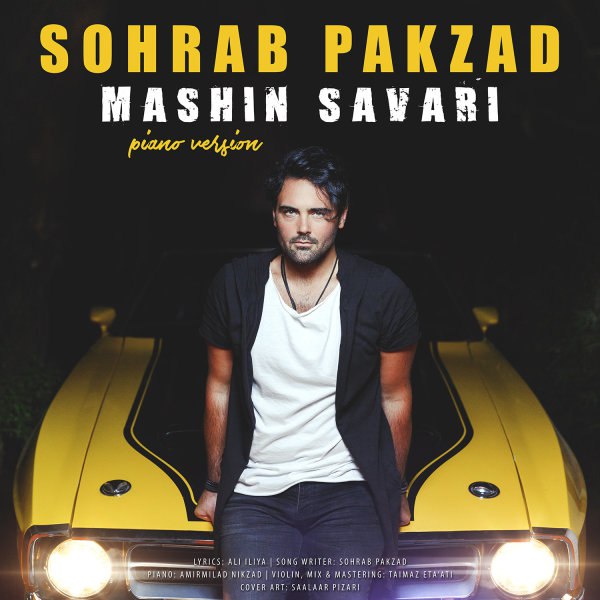 SOHRAB PAKZAD
MASHIN SAVARI
piano version
LYRICS: ALI ILIYA | SONG WRITER: SOHRAB PAKZAD
PIANO: AMIRMILAD NIKZAD | VIOLIN, MIX & MASTERING: TAIMAZ ETA'ATI
COVER ART: SAALAAR PIZARI